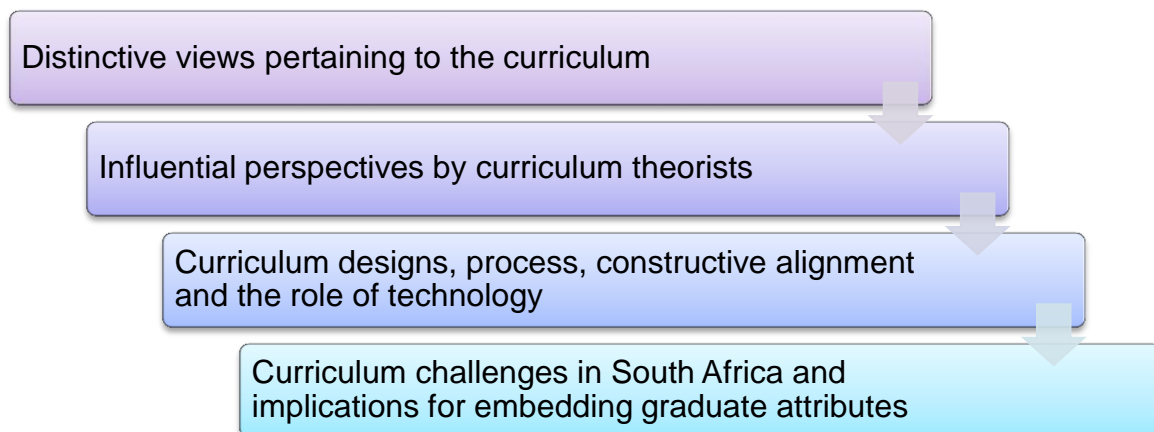 Distinctive views pertaining to the curriculum
Influential perspectives by curriculum theorists
Curriculum designs, process, constructive alignment
and the role of technology
Curriculum challenges in South Africa and
implications for embedding graduate attributes